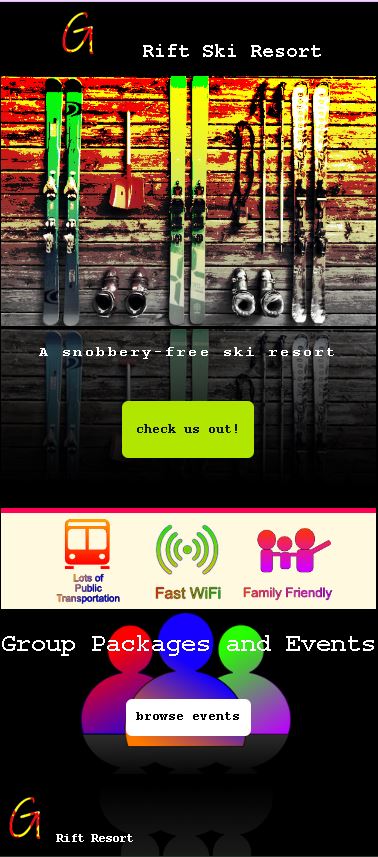 G
Rift Ski Resort
A snobbery-free ski resort
check us out!
Lots of
Public
Transportation
Fast WiFi
Family Friendly
Group Packages and Events
browse events
G
Rift Resort